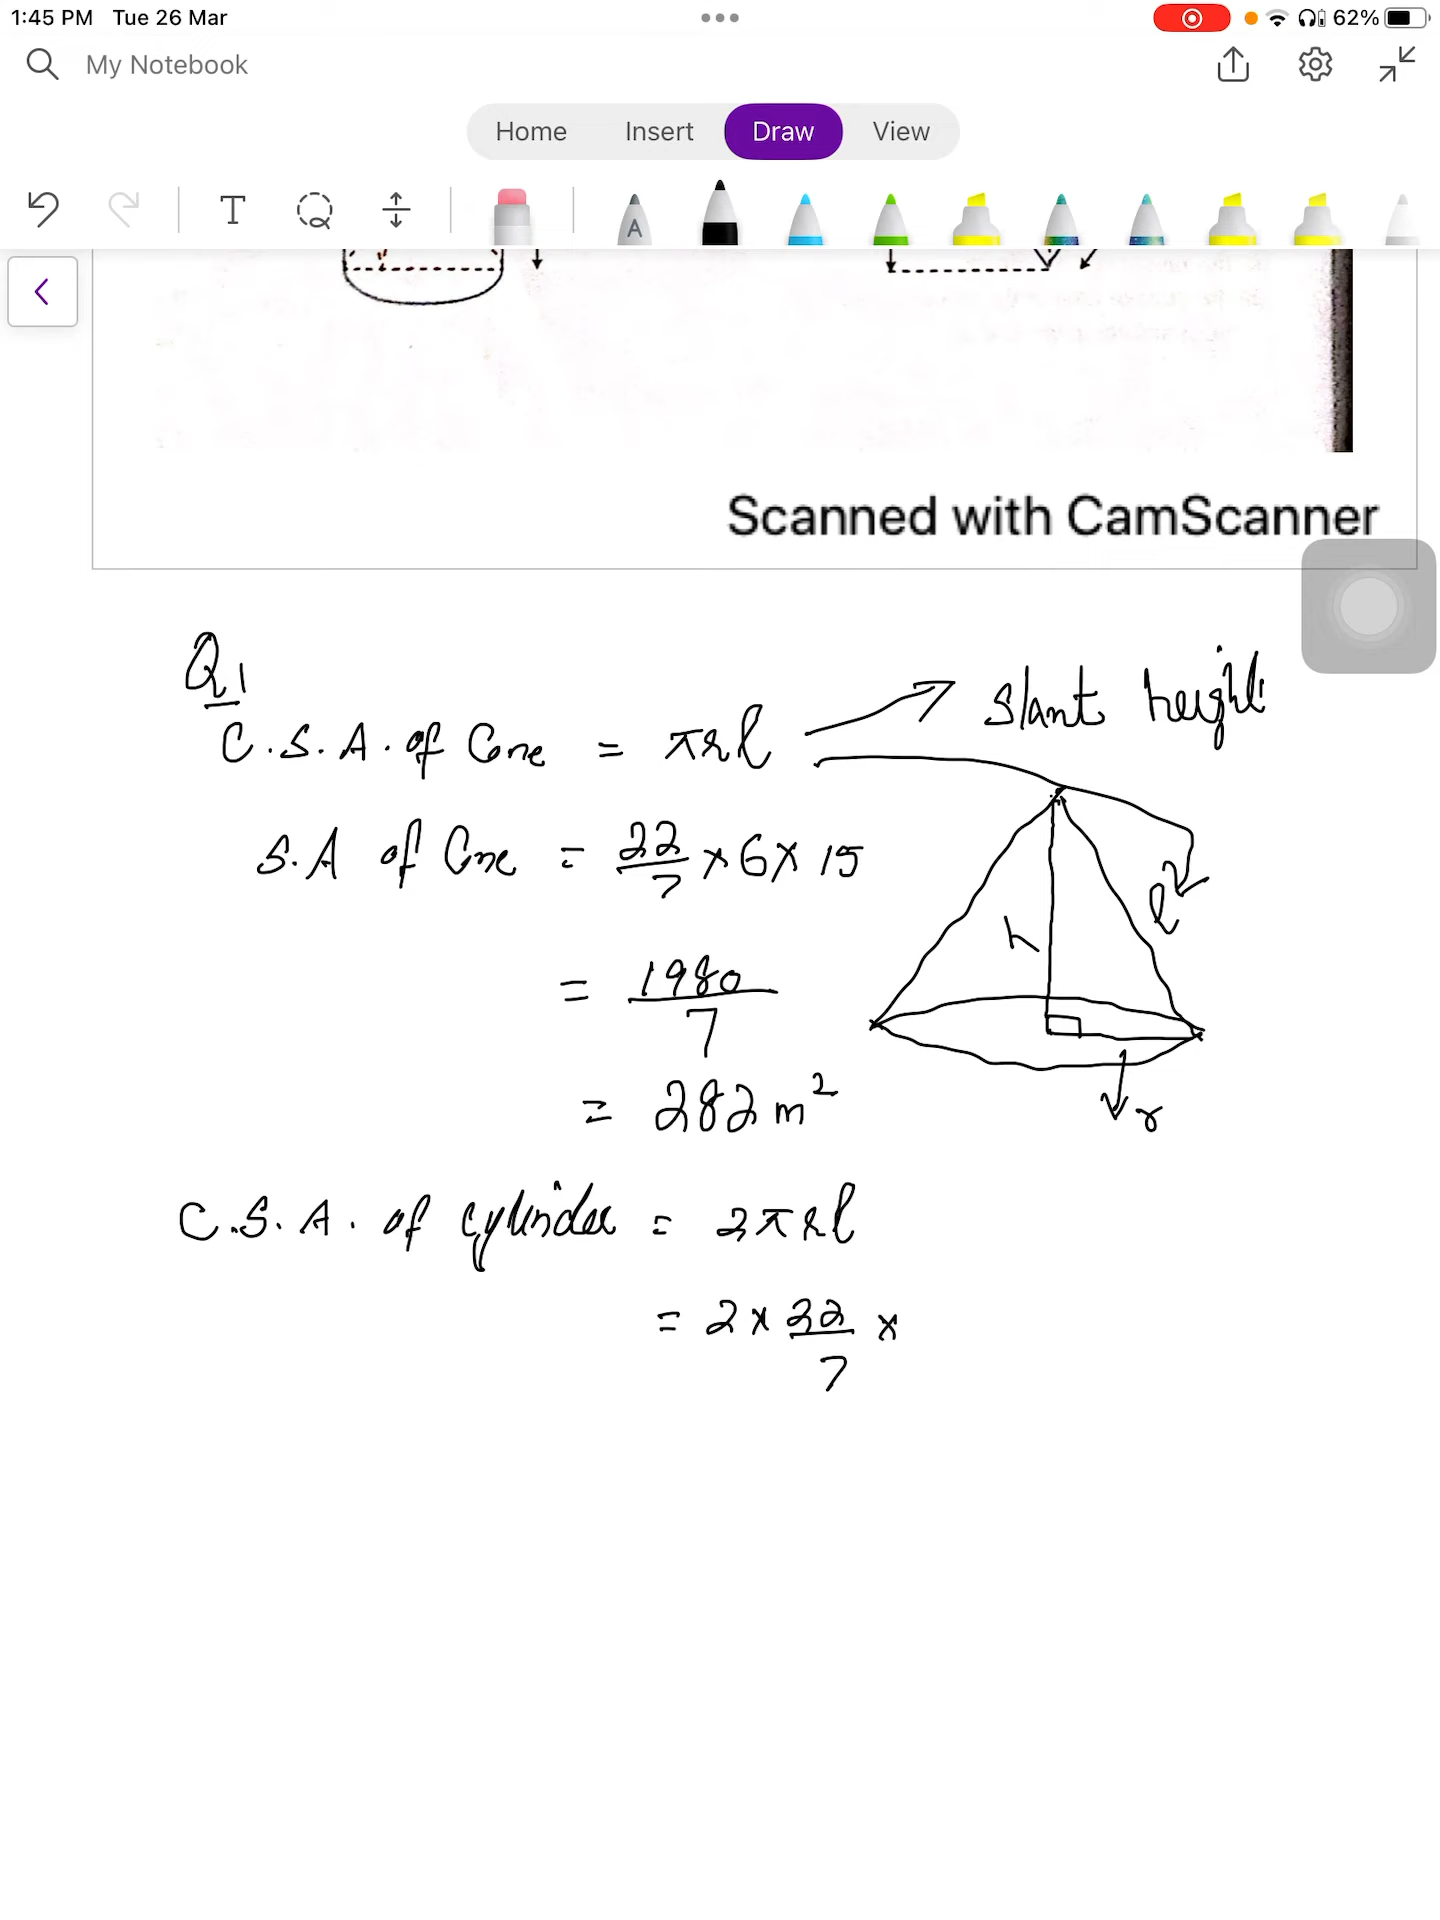 1:45 PM Tue 26 Mar
62%
My Notebook
Home Insert Draw View
T
A
Scanned with CamScanner
Q1
C.S.A. of Cone = πrl → slant height
S.A of Cone = 22/7 × 6 × 15
l
h
= 1980/7
r
= 282 m²
C.S.A. of cylinder = 2πrl
= 2 × 22/7 ×